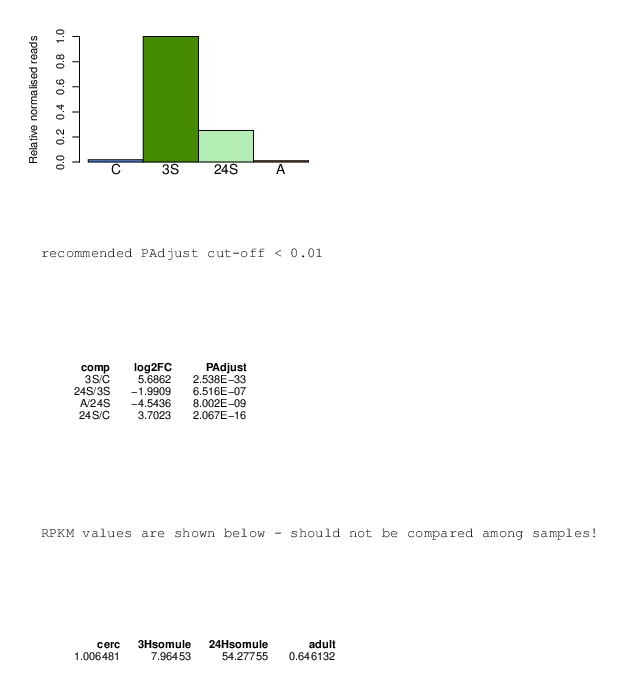 Relative normalised reads
1.0
0.8
0.6
0.4
0.2
0.0
C 3S 24S A
recommended PAdjust cut-off < 0.01
comp log2FC PAdjust
3S/C 5.6862 2.538E−33
24S/3S −1.9909 6.516E−07
A/24S −4.5436 8.002E−09
24S/C 3.7023 2.067E−16
RPKM values are shown below - should not be compared among samples!
cerc 3Hsomule 24Hsomule adult
1.006481 7.96453 54.27755 0.646132